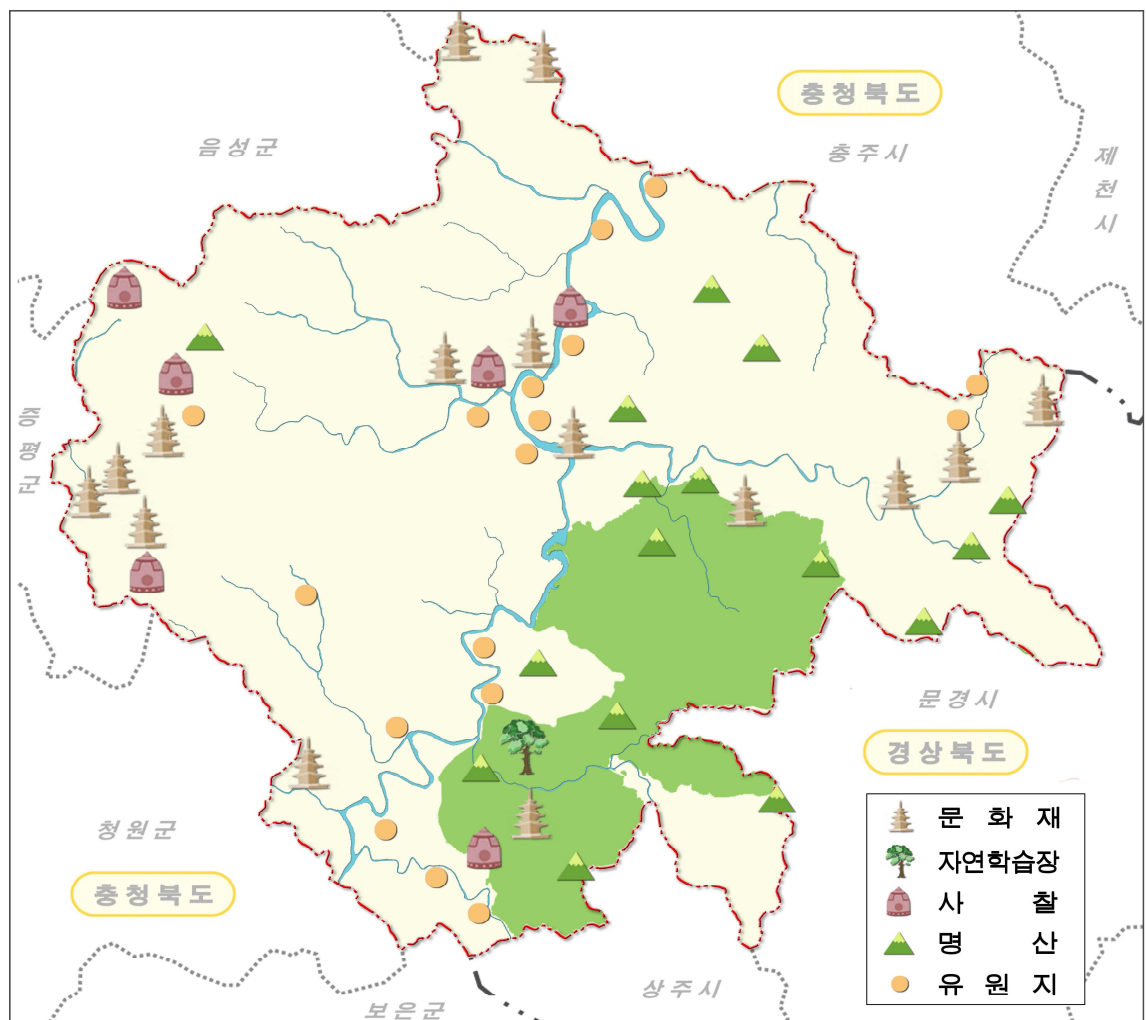 충청북도
음성군
충주시
제천시
증평군
문경시
경상북도
청원군
충청북도
상주시
보은군
문 화 재
자연학습장
사 찰
명 산
유 원 지